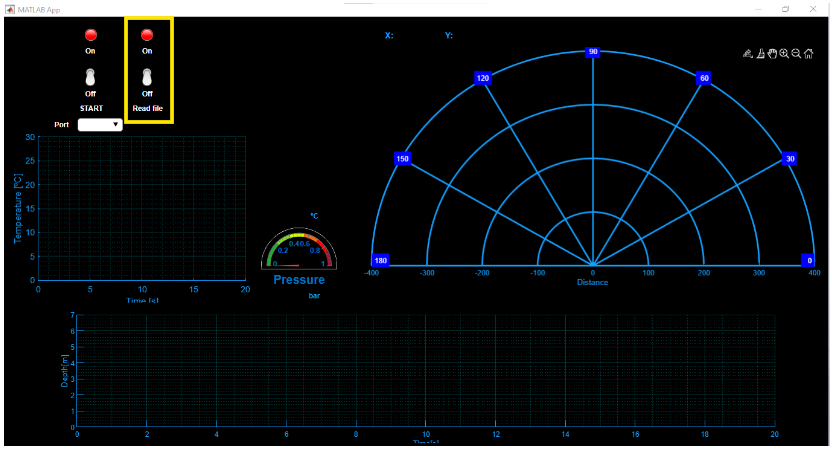 MATLAB App
On On
X: Y:
Off Off
START Read file
Port
90
120 60
150 30
180 0
-400 -300 -200 -100 0 100 200 300 400
Distance
30
25
20
15
10
5
0
Temperature [ºC]
0 5 10 15 20
Time [s]
°C
0 0.2 0.4 0.6 0.8 1
Pressure
bar
7
6
5
4
3
2
1
0
Depth[m]
0 2 4 6 8 10 12 14 16 18 20
Time[s]